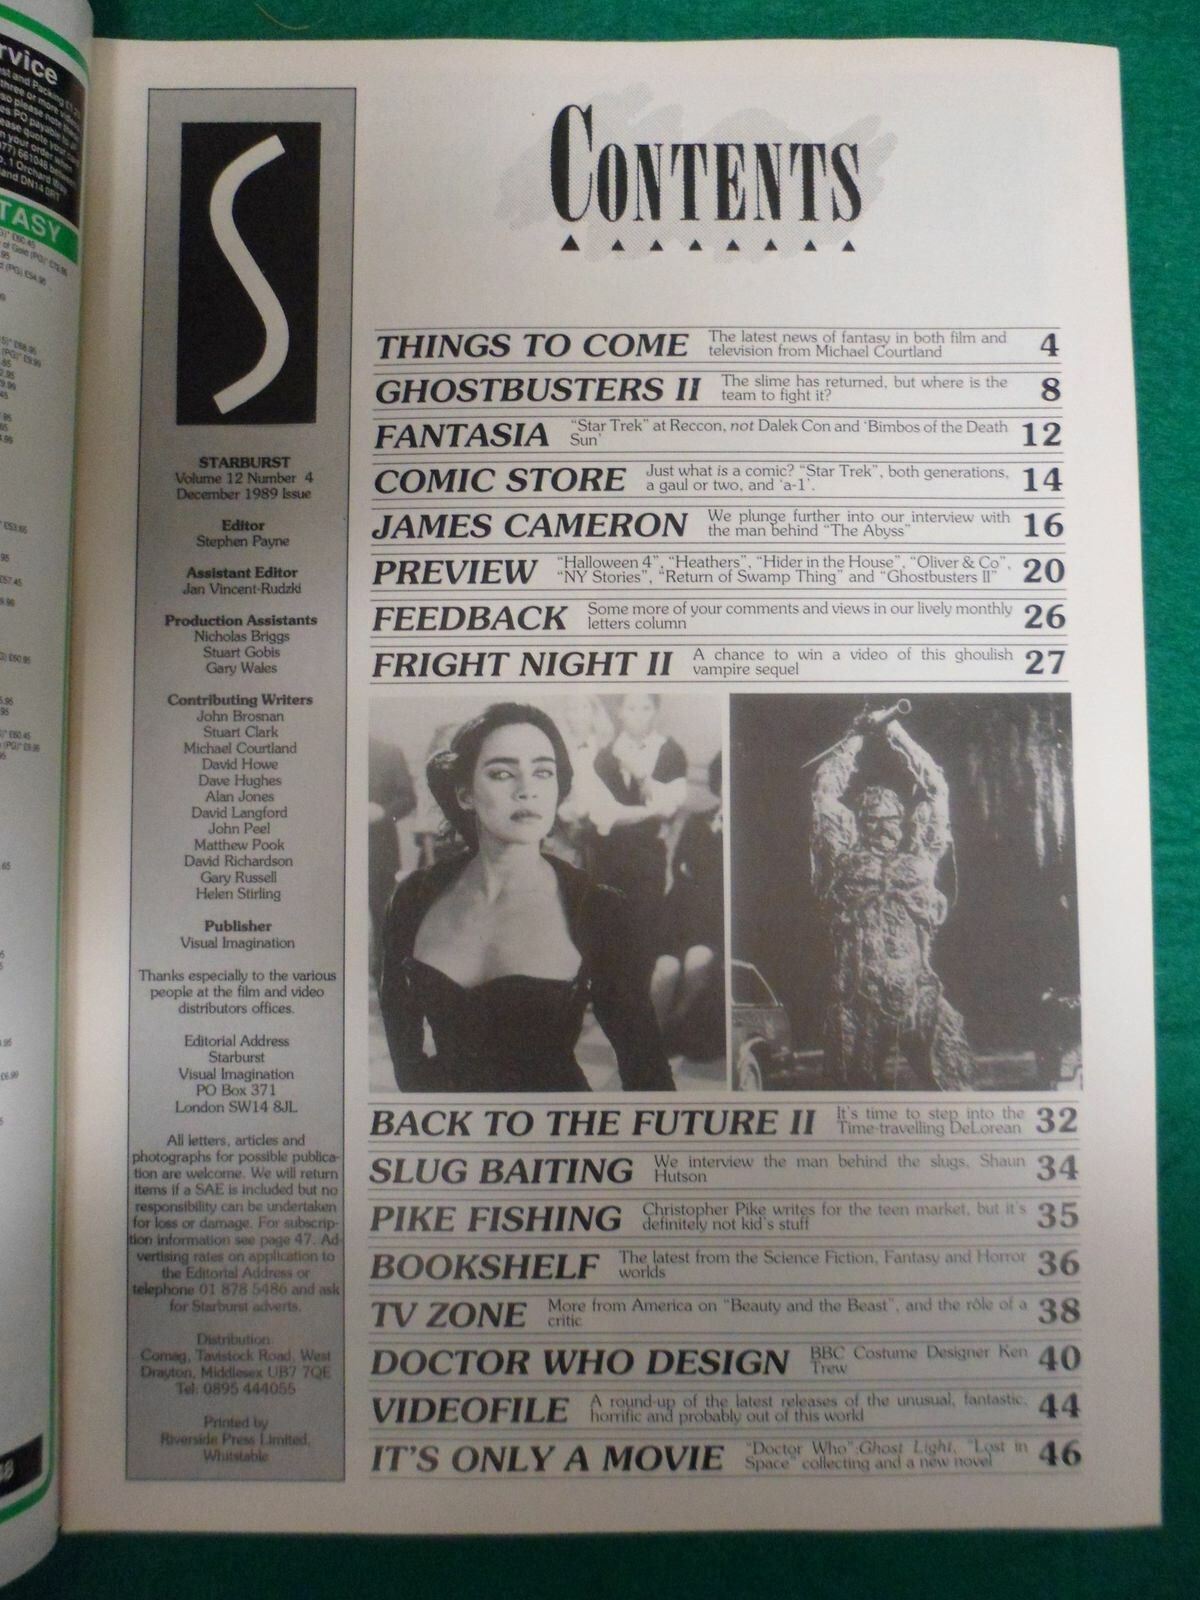 rvice
TASY
CONTENTS
STARBURST
Volume 12 Number 4
December 1989 Issue
Editor
Stephen Payne
Assistant Editor
Jan Vincent-Rudzki
Production Assistants
Nicholas Briggs
Stuart Gobis
Gary Wales
Contributing Writers
John Brosnan
Stuart Clark
Michael Courtland
David Howe
Dave Hughes
Alan Jones
David Langford
John Peel
Matthew Pook
David Richardson
Gary Russell
Helen Stirling
Publisher
Visual Imagination
Thanks especially to the various
people at the film and video
distributors offices.
Editorial Address
Starburst
Visual Imagination
PO Box 371
London SW14 8JL
All letters, articles and
photographs for possible publica-
tion are welcome. We will return
items if a SAE is included but no
responsibility can be undertaken
for loss or damage. For subscrip-
tion information see page 47. Ad-
vertising rates on application to
the Editorial Address or
telephone 01 878 5486 and ask
for Starburst adverts.
Distribution
Comag, Tavistock Road, West
Drayton, Middlesex UB7 7QE
Tel: 0895 444055
Printed by
Riverside Press Limited,
Whitstable
THINGS TO COME The latest news of fantasy in both film and
television from Michael Courtland 4
GHOSTBUSTERS II The slime has returned, but where is the
team to fight it? 8
FANTASIA "Star Trek" at Reccon, not Dalek Con and 'Bimbos of the Death
Sun' 12
COMIC STORE Just what is a comic? "Star Trek", both generations,
a gaul or two, and 'a-1'. 14
JAMES CAMERON We plunge further into our interview with
the man behind "The Abyss" 16
PREVIEW "Halloween 4", "Heathers", "Hider in the House", "Oliver & Co",
"NY Stories", "Return of Swamp Thing" and "Ghostbusters II" 20
FEEDBACK Some more of your comments and views in our lively monthly
letters column 26
FRIGHT NIGHT II A chance to win a video of this ghoulish
vampire sequel 27
BACK TO THE FUTURE II It's time to step into the
Time-travelling DeLorean 32
SLUG BAITING We interview the man behind the slugs, Shaun
Hutson 34
PIKE FISHING Christopher Pike writes for the teen market, but it's
definitely not kid's stuff 35
BOOKSHELF The latest from the Science Fiction, Fantasy and Horror
worlds 36
TV ZONE More from America on "Beauty and the Beast", and the rôle of a
critic 38
DOCTOR WHO DESIGN BBC Costume Designer Ken
Trew 40
VIDEOFILE A round-up of the latest releases of the unusual, fantastic,
horrific and probably out of this world 44
IT'S ONLY A MOVIE "Doctor Who":Ghost Light, "Lost in
Space" collecting and a new novel 46